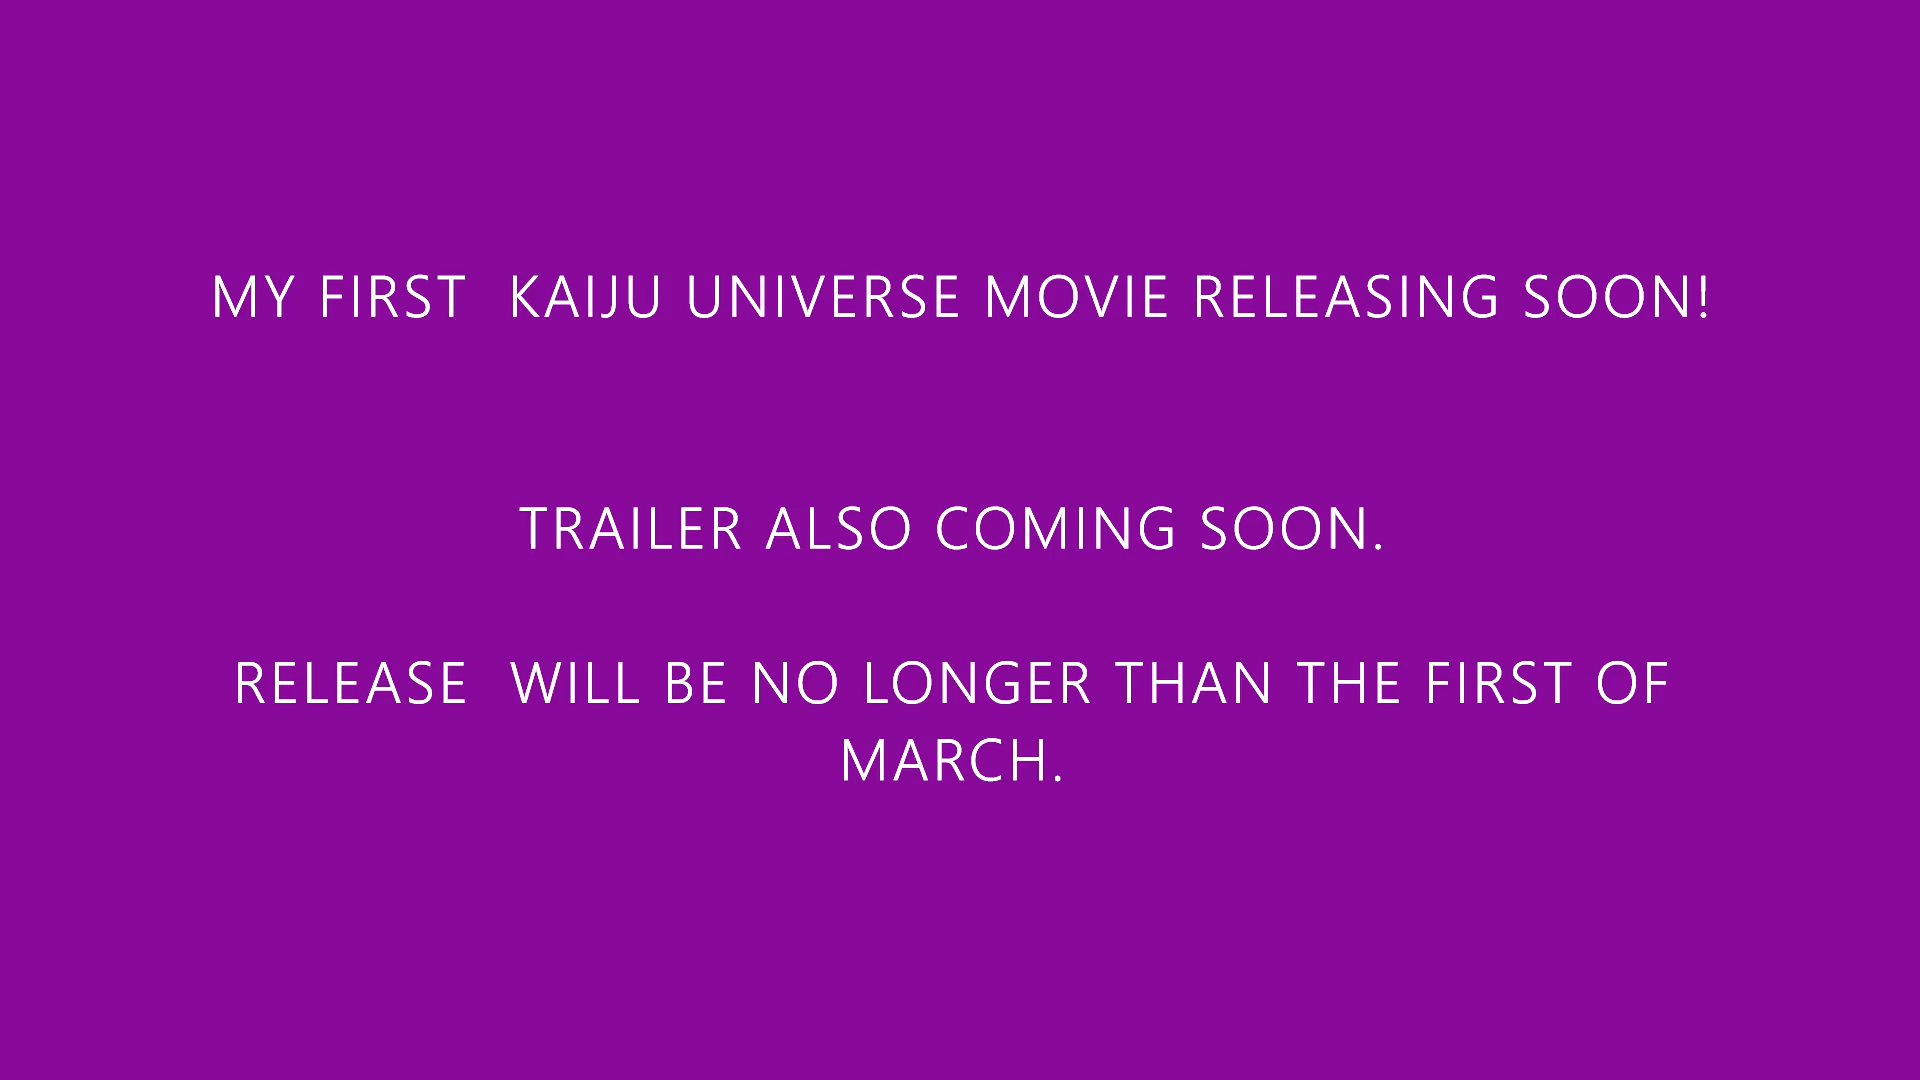 MY FIRST  KAIJU UNIVERSE MOVIE RELEASING SOON!
TRAILER ALSO COMING SOON.
RELEASE  WILL BE NO LONGER THAN THE FIRST OF
MARCH.